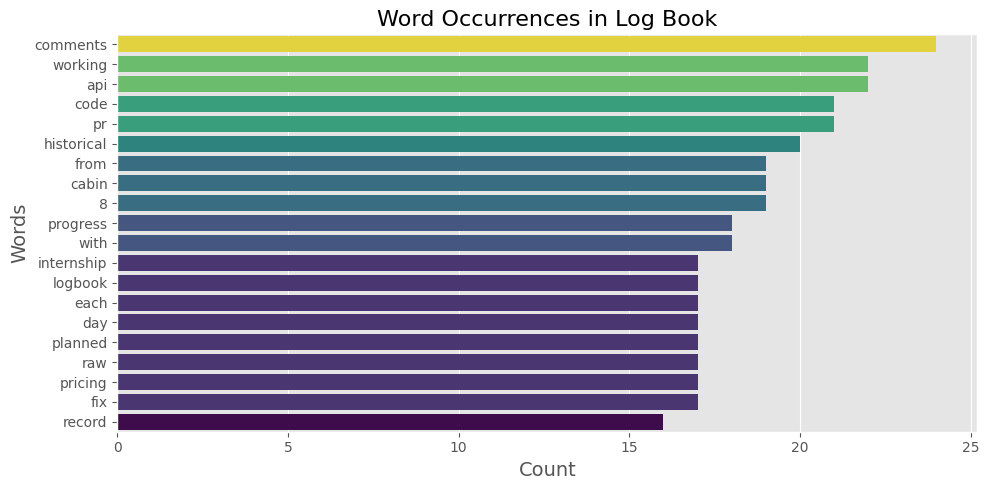 Word Occurrences in Log Book
comments
working
api
code
pr
historical
from
cabin
8
progress
with
internship
logbook
each
day
planned
raw
pricing
fix
record
Words
0 5 10 15 20 25
Count